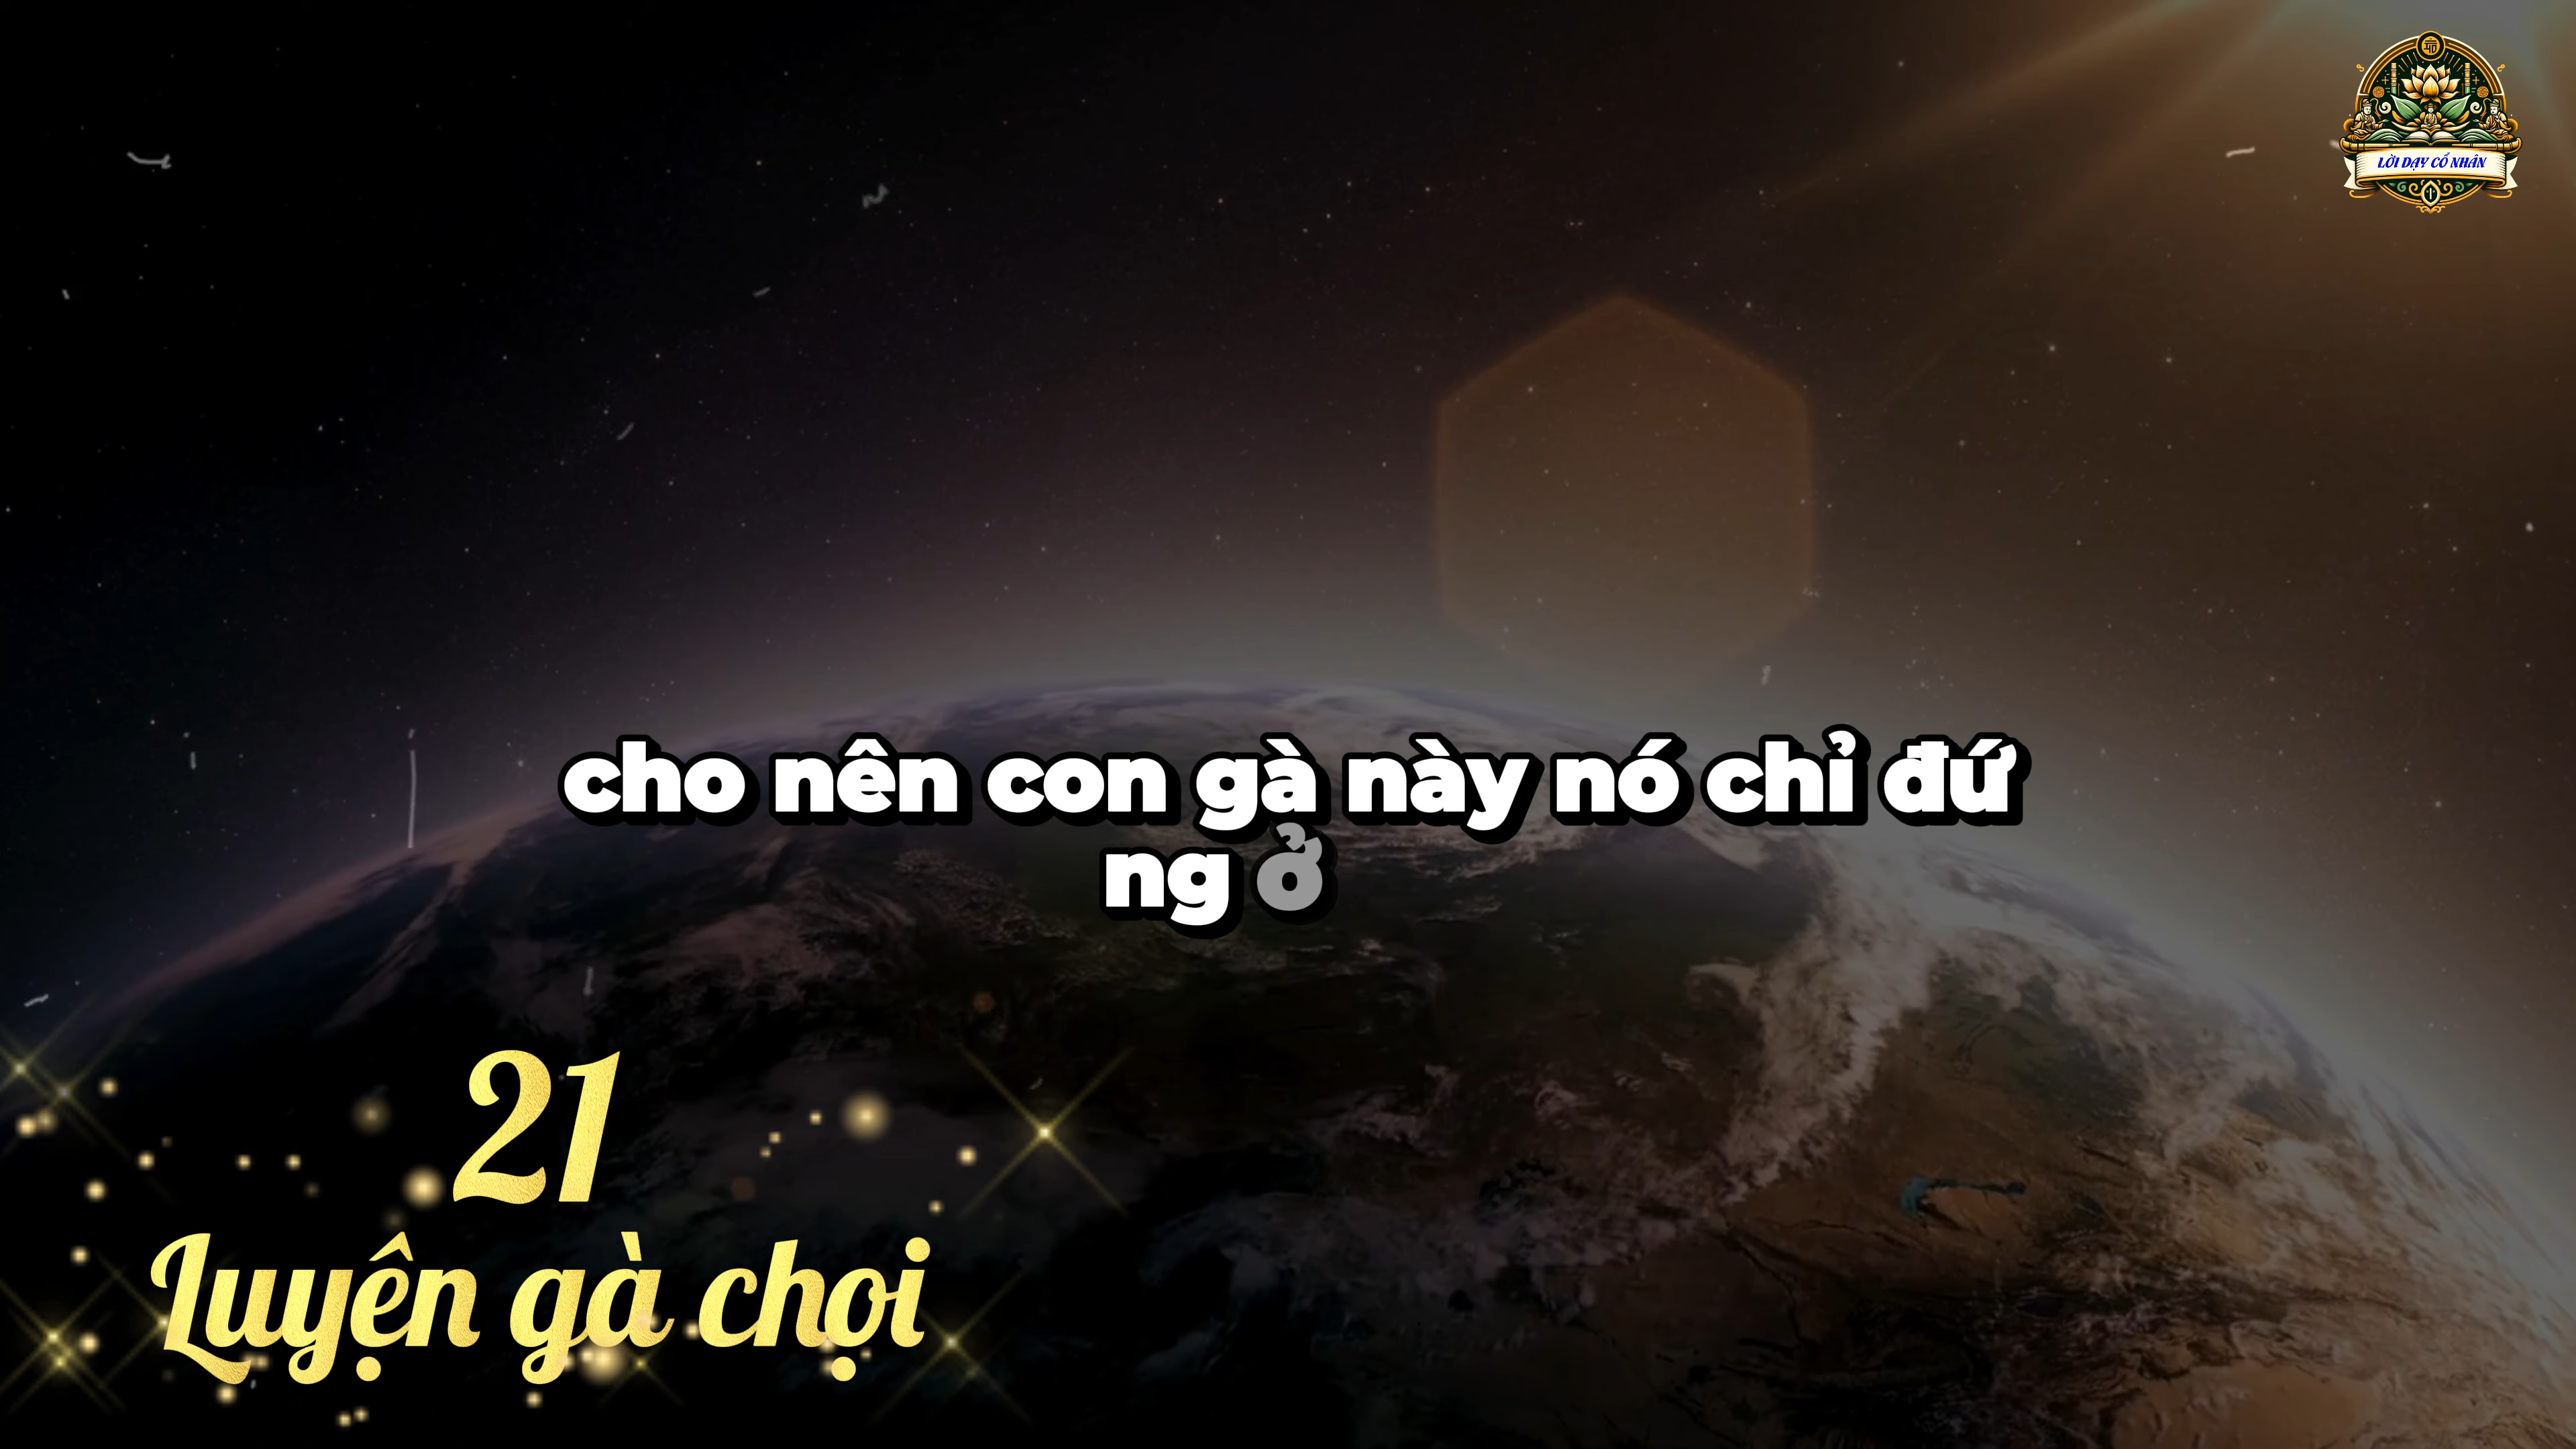 LỜI DẠY CỔ NHÂN
cho nên con gà này nó chỉ đứ
ng ở
21
Luyện gà chọi